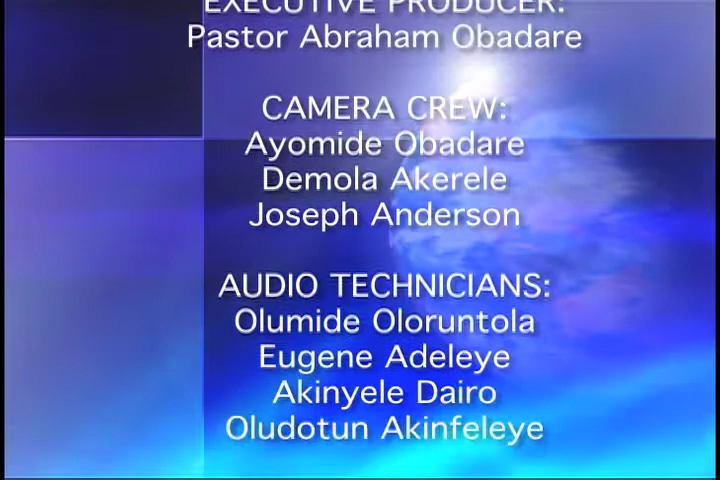 EXECUTIVE PRODUCER:
Pastor Abraham Obadare
CAMERA CREW:
Ayomide Obadare
Demola Akerele
Joseph Anderson
AUDIO TECHNICIANS:
Olumide Oloruntola
Eugene Adeleye
Akinyele Dairo
Oludotun Akinfeleye